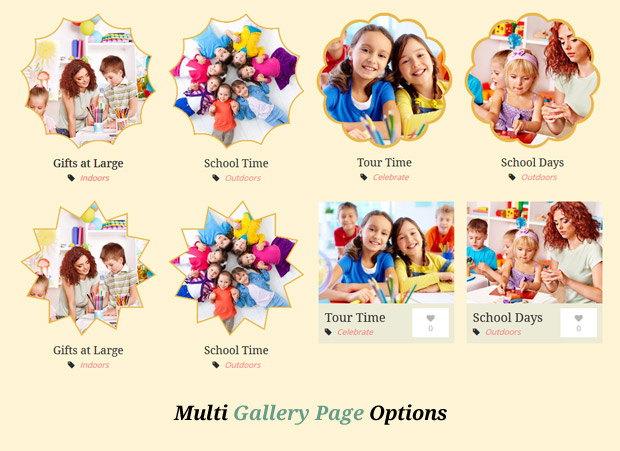 Gifts at Large
Indoors
School Time
Outdoors
Tour Time
Celebrate
School Days
Outdoors
Gifts at Large
Indoors
School Time
Outdoors
Tour Time
Celebrate
0
School Days
Outdoors
0
Multi Gallery Page Options